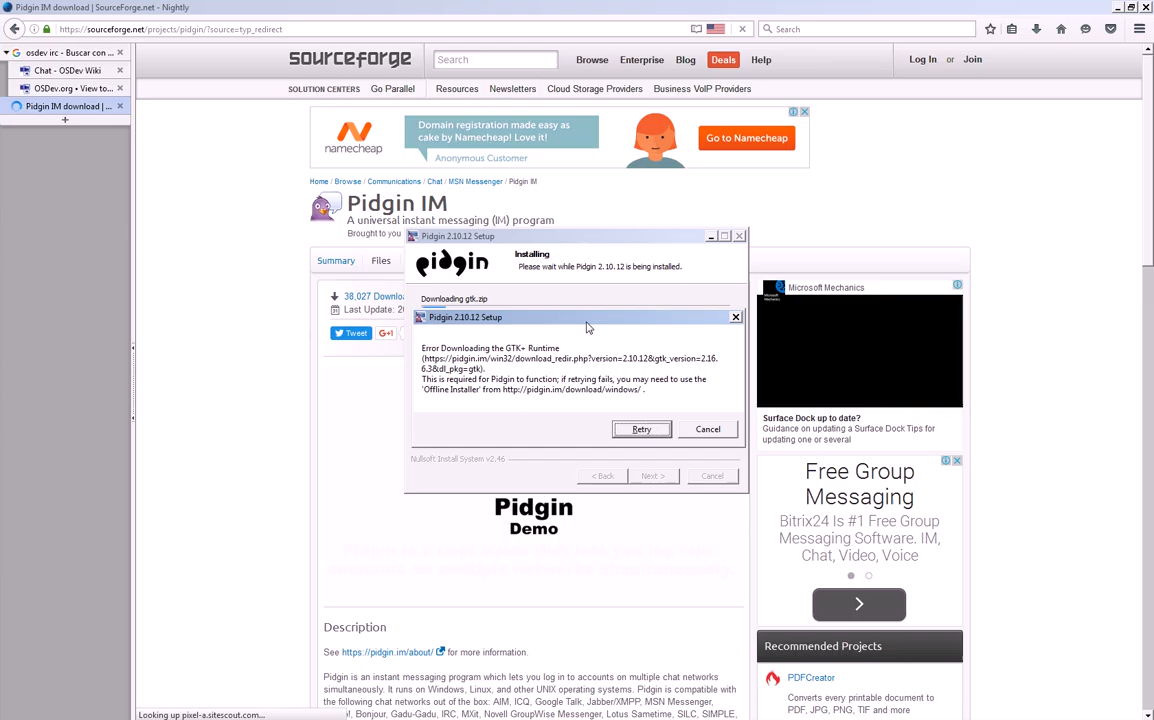 Pidgin IM download | SourceForge.net - Nightly
https://sourceforge.net/projects/pidgin/?source=typ_redirect
Search
osdev irc - Buscar con ...
Chat - OSDev Wiki
OSDev.org • View to...
Pidgin IM download | ...
sourceforge
Search
Browse Enterprise Blog Deals Help
Log In or Join
SOLUTION CENTERS Go Parallel Resources Newsletters Cloud Storage Providers Business VoIP Providers
namecheap
Domain registration made easy as
cake by Namecheap! Love it!
Anonymous Customer
Go to Namecheap
Home / Browse / Communications / Chat / MSN Messenger / Pidgin IM
Pidgin IM
A universal instant messaging (IM) program
Brought to you
Summary Files
38,027 Downlo
Last Update: 20
Tweet
G+1
Pidgin 2.10.12 Setup
pidgin
Installing
Please wait while Pidgin 2.10.12 is being installed.
Downloading gtk.zip
Pidgin 2.10.12 Setup
Error Downloading the GTK+ Runtime
(https://pidgin.im/win32/download_redir.php?version=2.10.12&gtk_version=2.16.
6.3&dl_pkg=gtk).
This is required for Pidgin to function; if retrying fails, you may need to use the
'Offline Installer' from http://pidgin.im/download/windows/ .
Retry
Cancel
Nullsoft Install System v2.46
< Back
Next >
Cancel
Pidgin
Demo
Microsoft Mechanics
Microsoft
Mechanics
Surface Dock up to date?
Guidance on updating a Surface Dock Tips for
updating one or several
Free Group
Messaging
Bitrix24 Is #1 Free Group
Messaging Software. IM,
Chat, Video, Voice
Recommended Projects
PDFCreator
Converts every printable document to
PDF, JPG, PNG, TIF and more
Description
See https://pidgin.im/about/ for more information.
Pidgin is an instant messaging program which lets you log in to accounts on multiple chat networks
simultaneously. It runs on Windows, Linux, and other UNIX operating systems. Pidgin is compatible with
the following chat networks out of the box: AIM, ICQ, Google Talk, Jabber/XMPP, MSN Messenger,
!, Bonjour, Gadu-Gadu, IRC, MXit, Novell GroupWise Messenger, Lotus Sametime, SILC, SIMPLE,
Looking up pixel-a.sitescout.com...